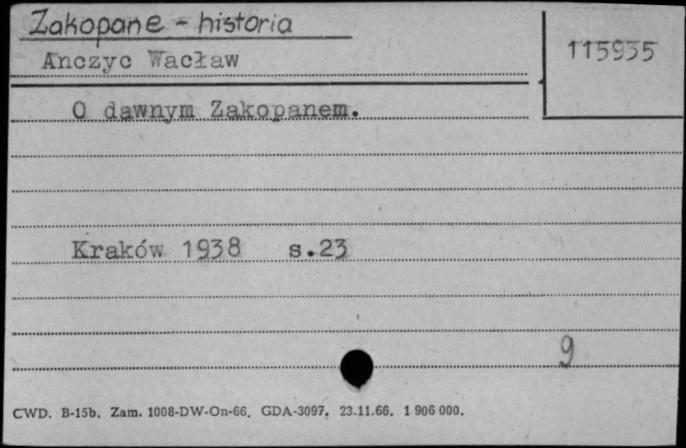 Zakopane - historia
115935
Anczyc Wacław
O dawnym Zakopanem.
Kraków 1938 s.23
9
CWD. B-15b. Zam. 1008-DW-On-66. GDA-3097. 23.11.66. 1 906 000.